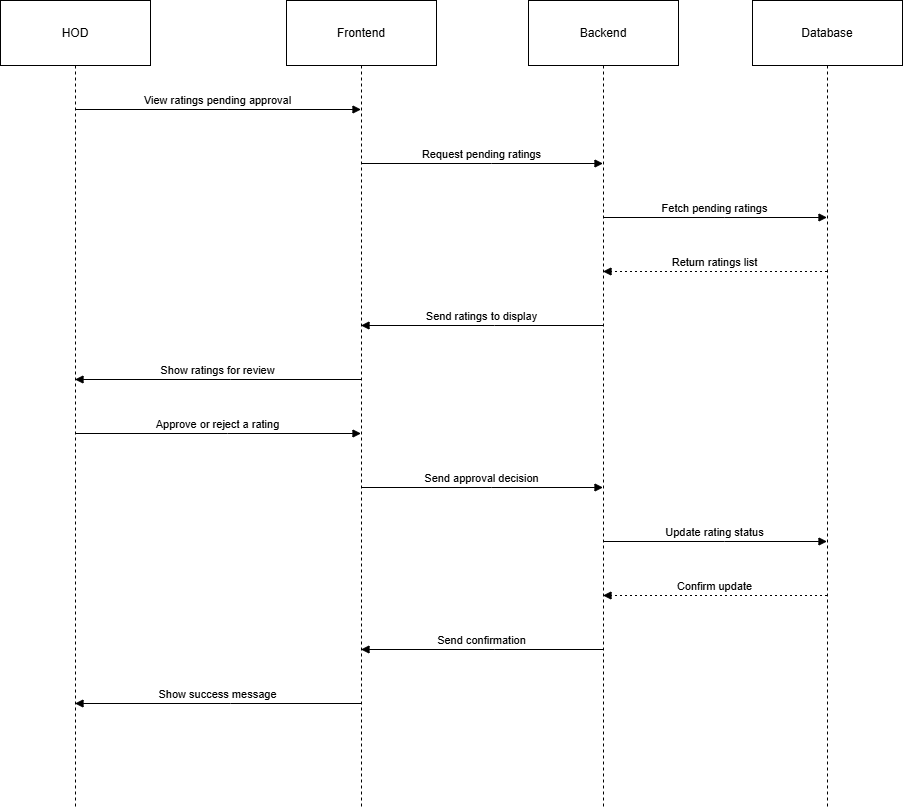 HOD
Frontend
Backend
Database
View ratings pending approval
Request pending ratings
Fetch pending ratings
Return ratings list
Send ratings to display
Show ratings for review
Approve or reject a rating
Send approval decision
Update rating status
Confirm update
Send confirmation
Show success message